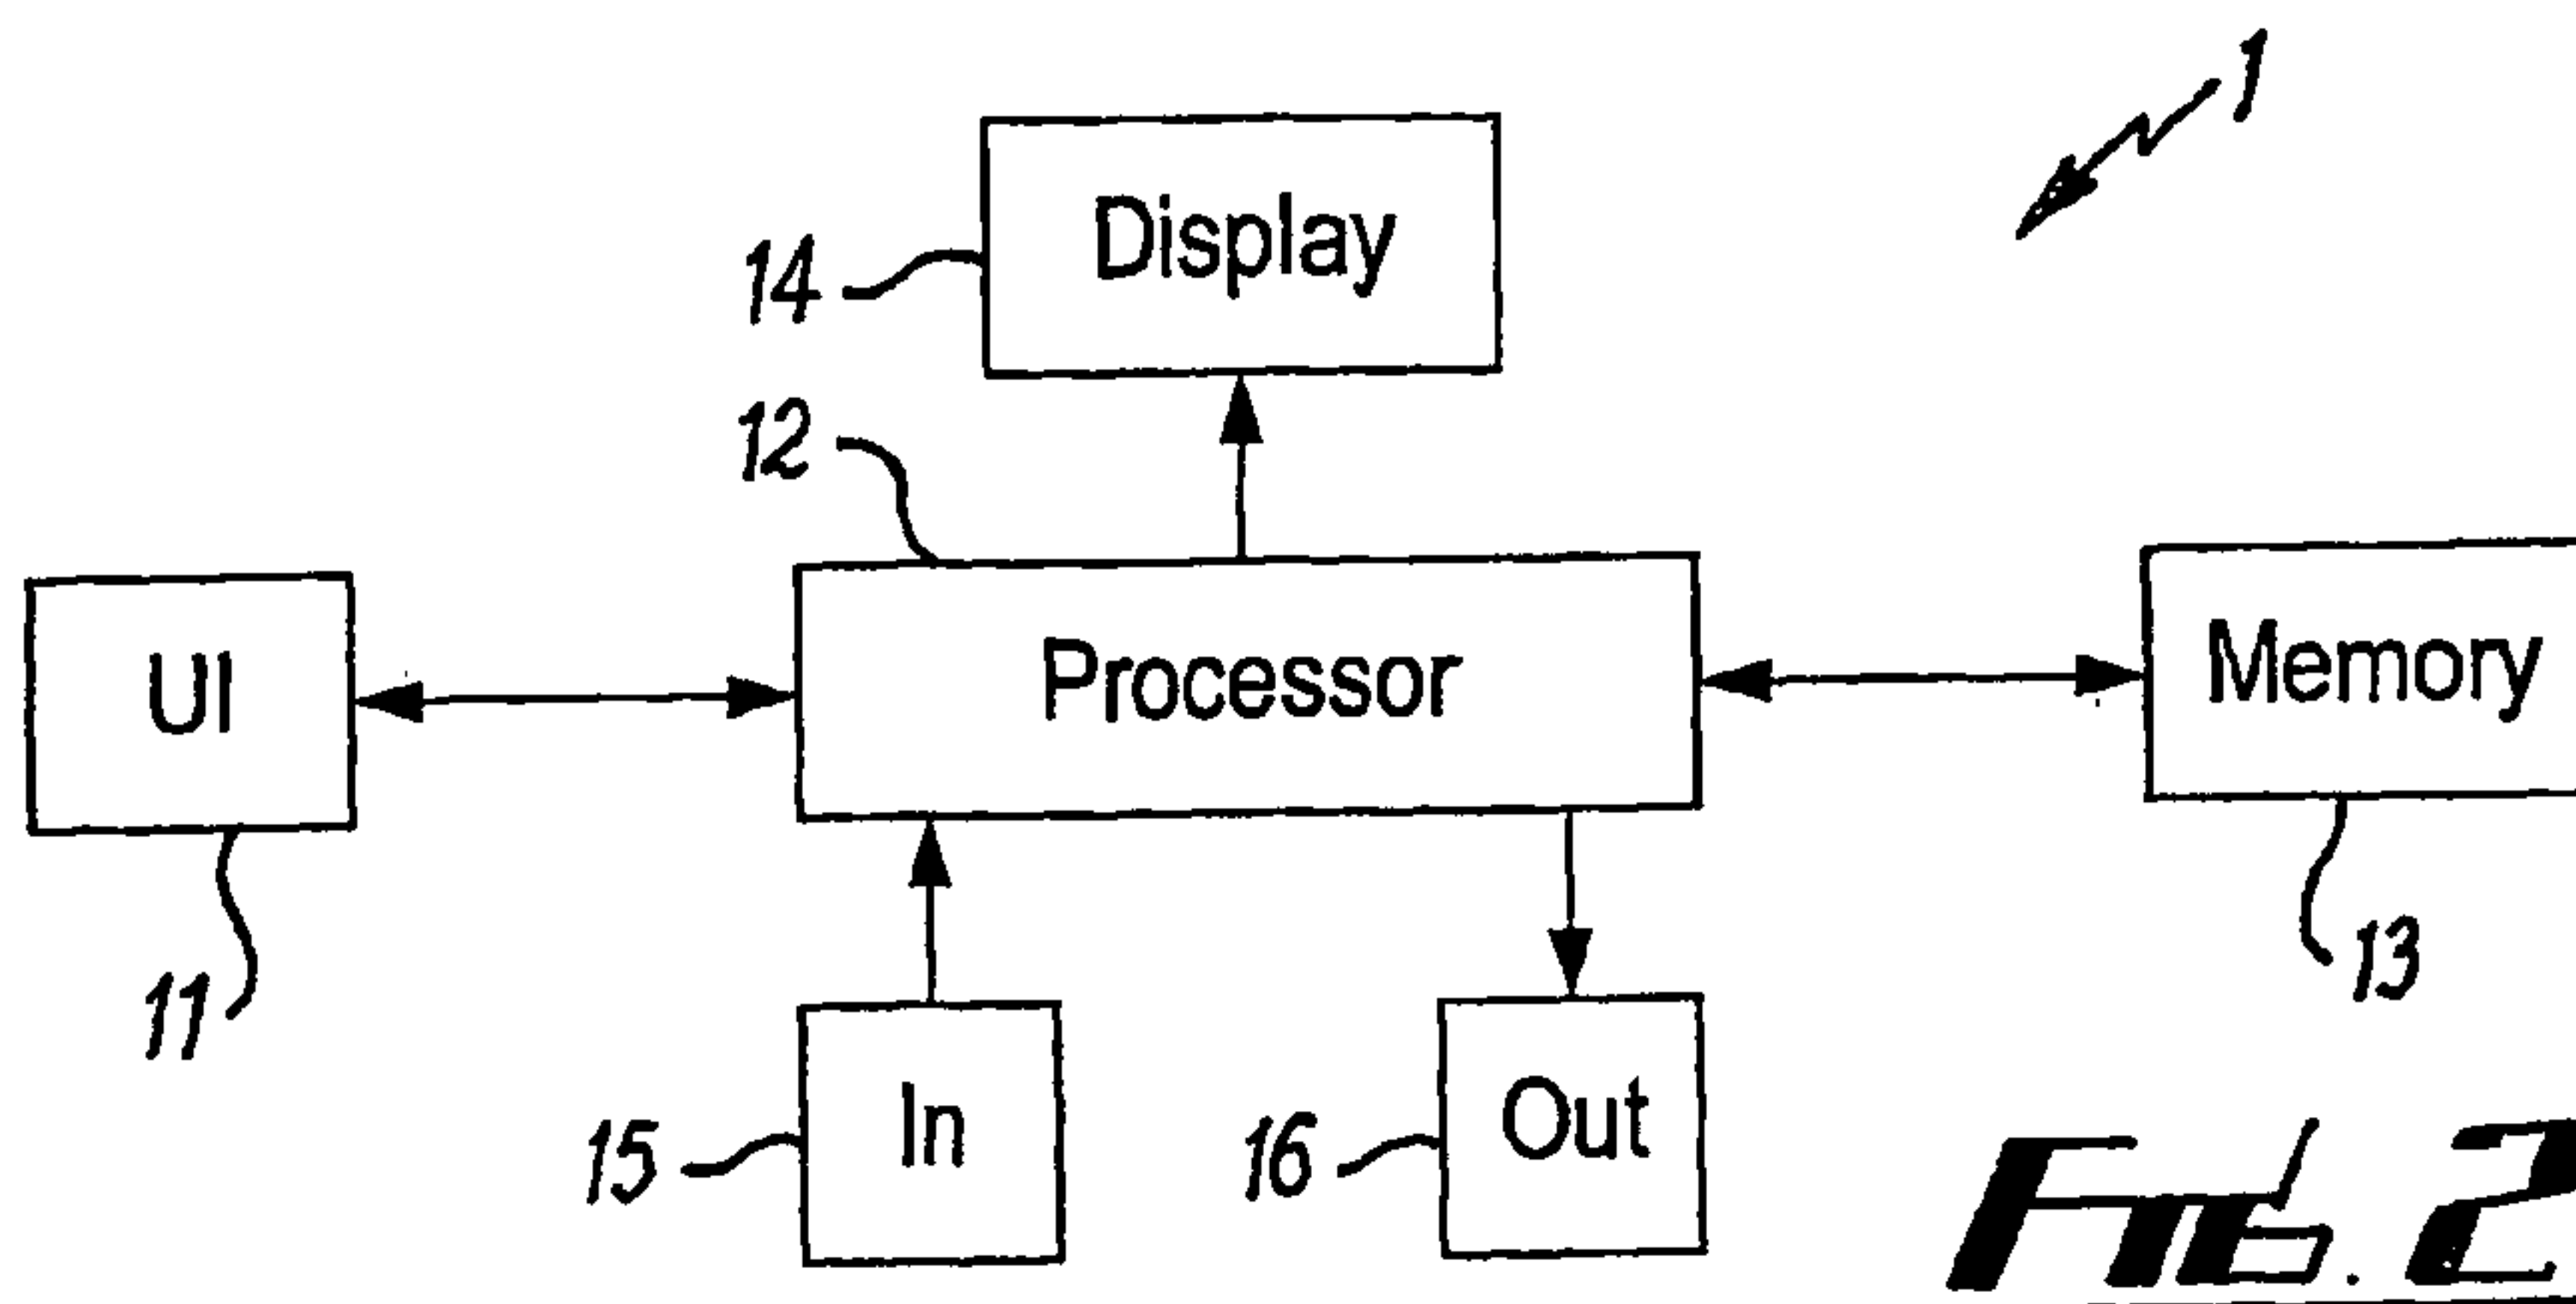 1
Display
14
12
UI
Processor
Memory
11
13
In
Out
15
16
FIG. 2